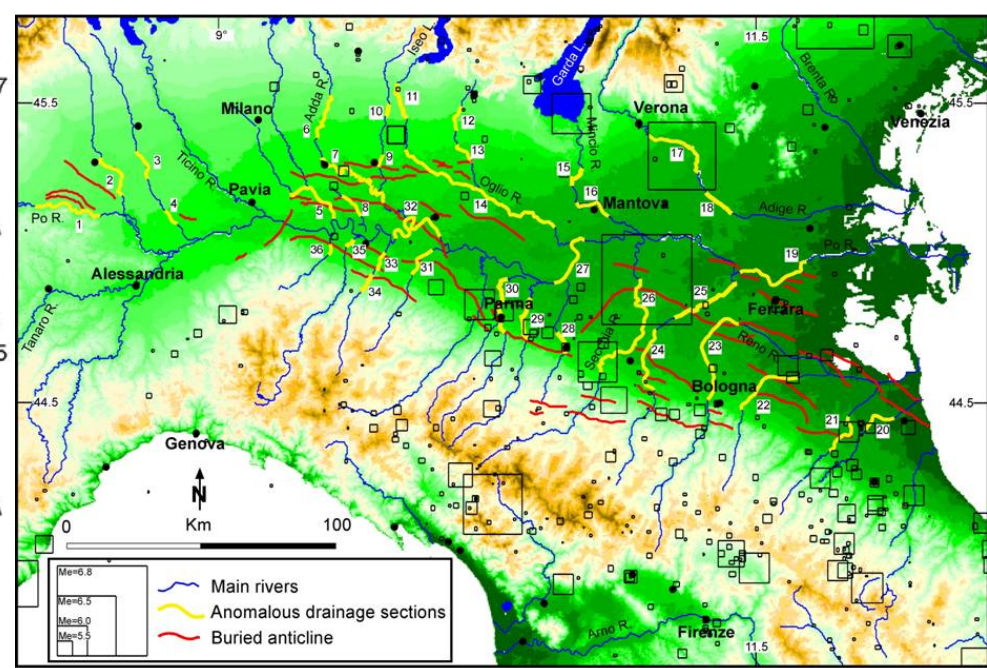 9°
11.5
7
45.5
45.5
Iseo L.
Garda L.
Brenta R.
Milano
Adda R.
6
10
11
12
13
Verona
Venezia
Mincio R.
15
16
17
18
3
2
4
Ticino R.
Pavia
7
9
5
8
32
Oglio R.
14
Mantova
Adige R.
Po R.
1
Po R.
19
36
35
33
34
31
27
Alessandria
30
Parma
29
28
26
25
Ferrara
Tanaro R.
5
Secchia R.
24
23
Reno R.
Bologna
22
21
20
44.5
44.5
Genova
N
0
Km
100
Me=6.8
Me=6.5
Me=6.0
Me=5.5
Main rivers
Anomalous drainage sections
Buried anticline
Arno R.
Firenze
11.5